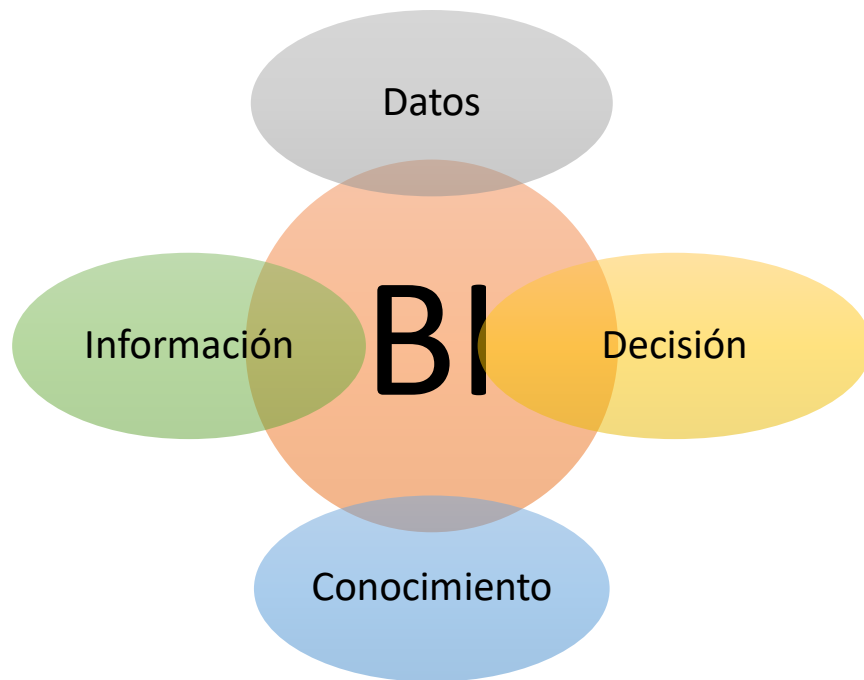 Datos
Información
BI
Decisión
Conocimiento